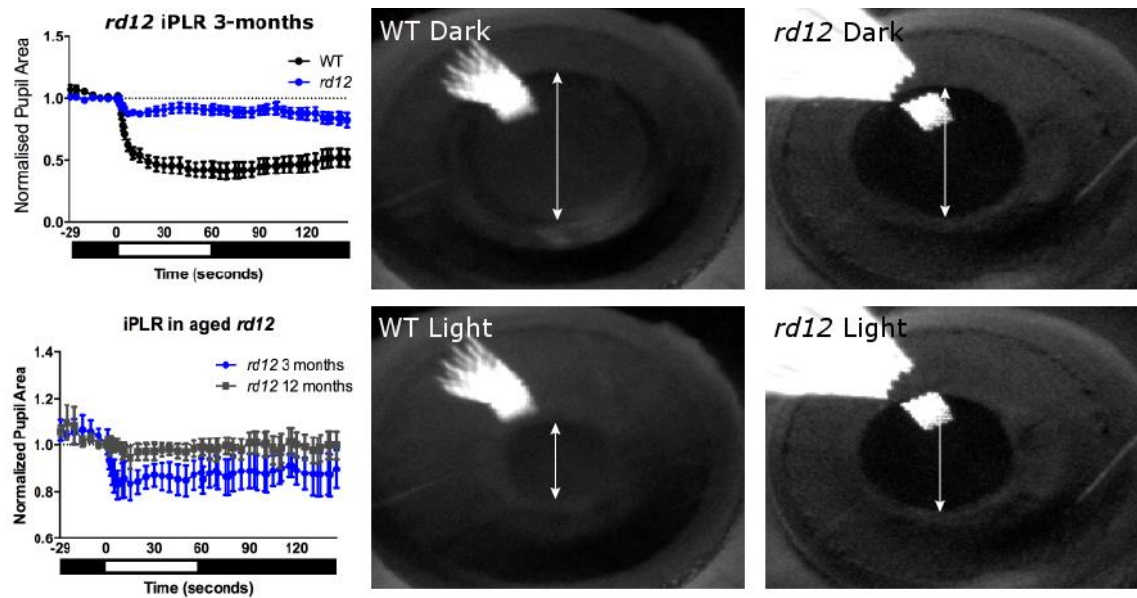 rd12 iPLR 3-months
Normalised Pupil Area
1.5
1.0
0.5
0.0
WT
rd12
-29 0 30 60 90 120
Time (seconds)
WT Dark
rd12 Dark
iPLR in aged rd12
Normalized Pupil Area
1.4
1.2
1.0
0.8
0.6
rd12 3 months
rd12 12 months
-29 0 30 60 90 120
Time (seconds)
WT Light
rd12 Light